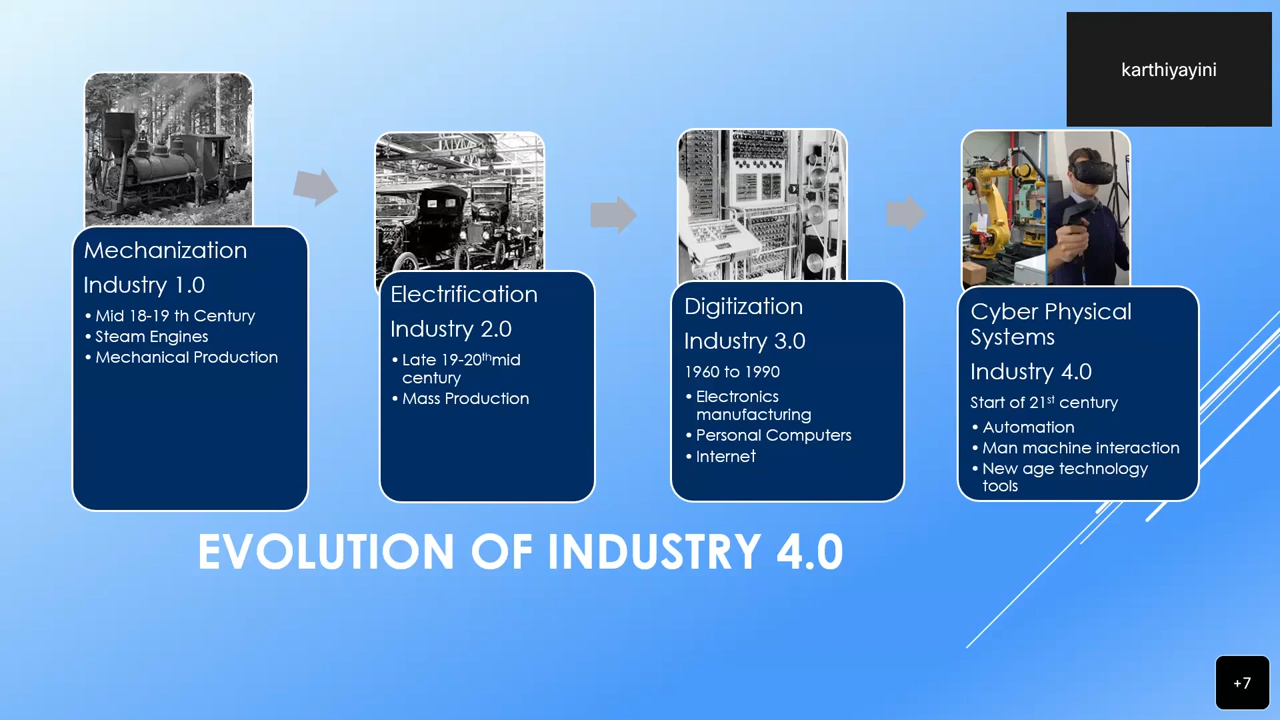 karthiyayini
Mechanization
Industry 1.0
• Mid 18-19 th Century
• Steam Engines
• Mechanical Production
Electrification
Industry 2.0
• Late 19-20thmid
century
• Mass Production
Digitization
Industry 3.0
1960 to 1990
• Electronics
manufacturing
• Personal Computers
• Internet
Cyber Physical
Systems
Industry 4.0
Start of 21st century
• Automation
• Man machine interaction
• New age technology
tools
EVOLUTION OF INDUSTRY 4.0
+7